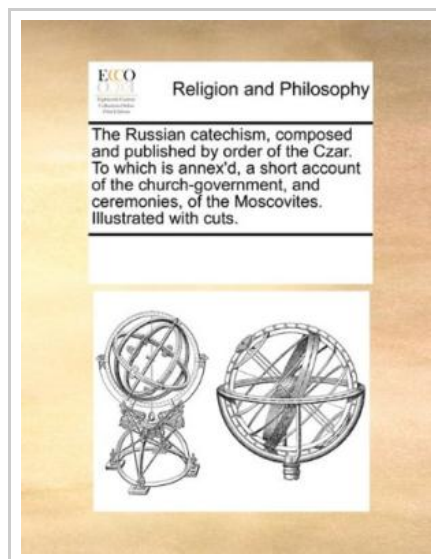 ECCO
Religion and Philosophy
The Russian catechism, composed
and published by order of the Czar.
To which is annex'd, a short account
of the church-government, and
ceremonies, of the Moscovites.
Illustrated with cuts.